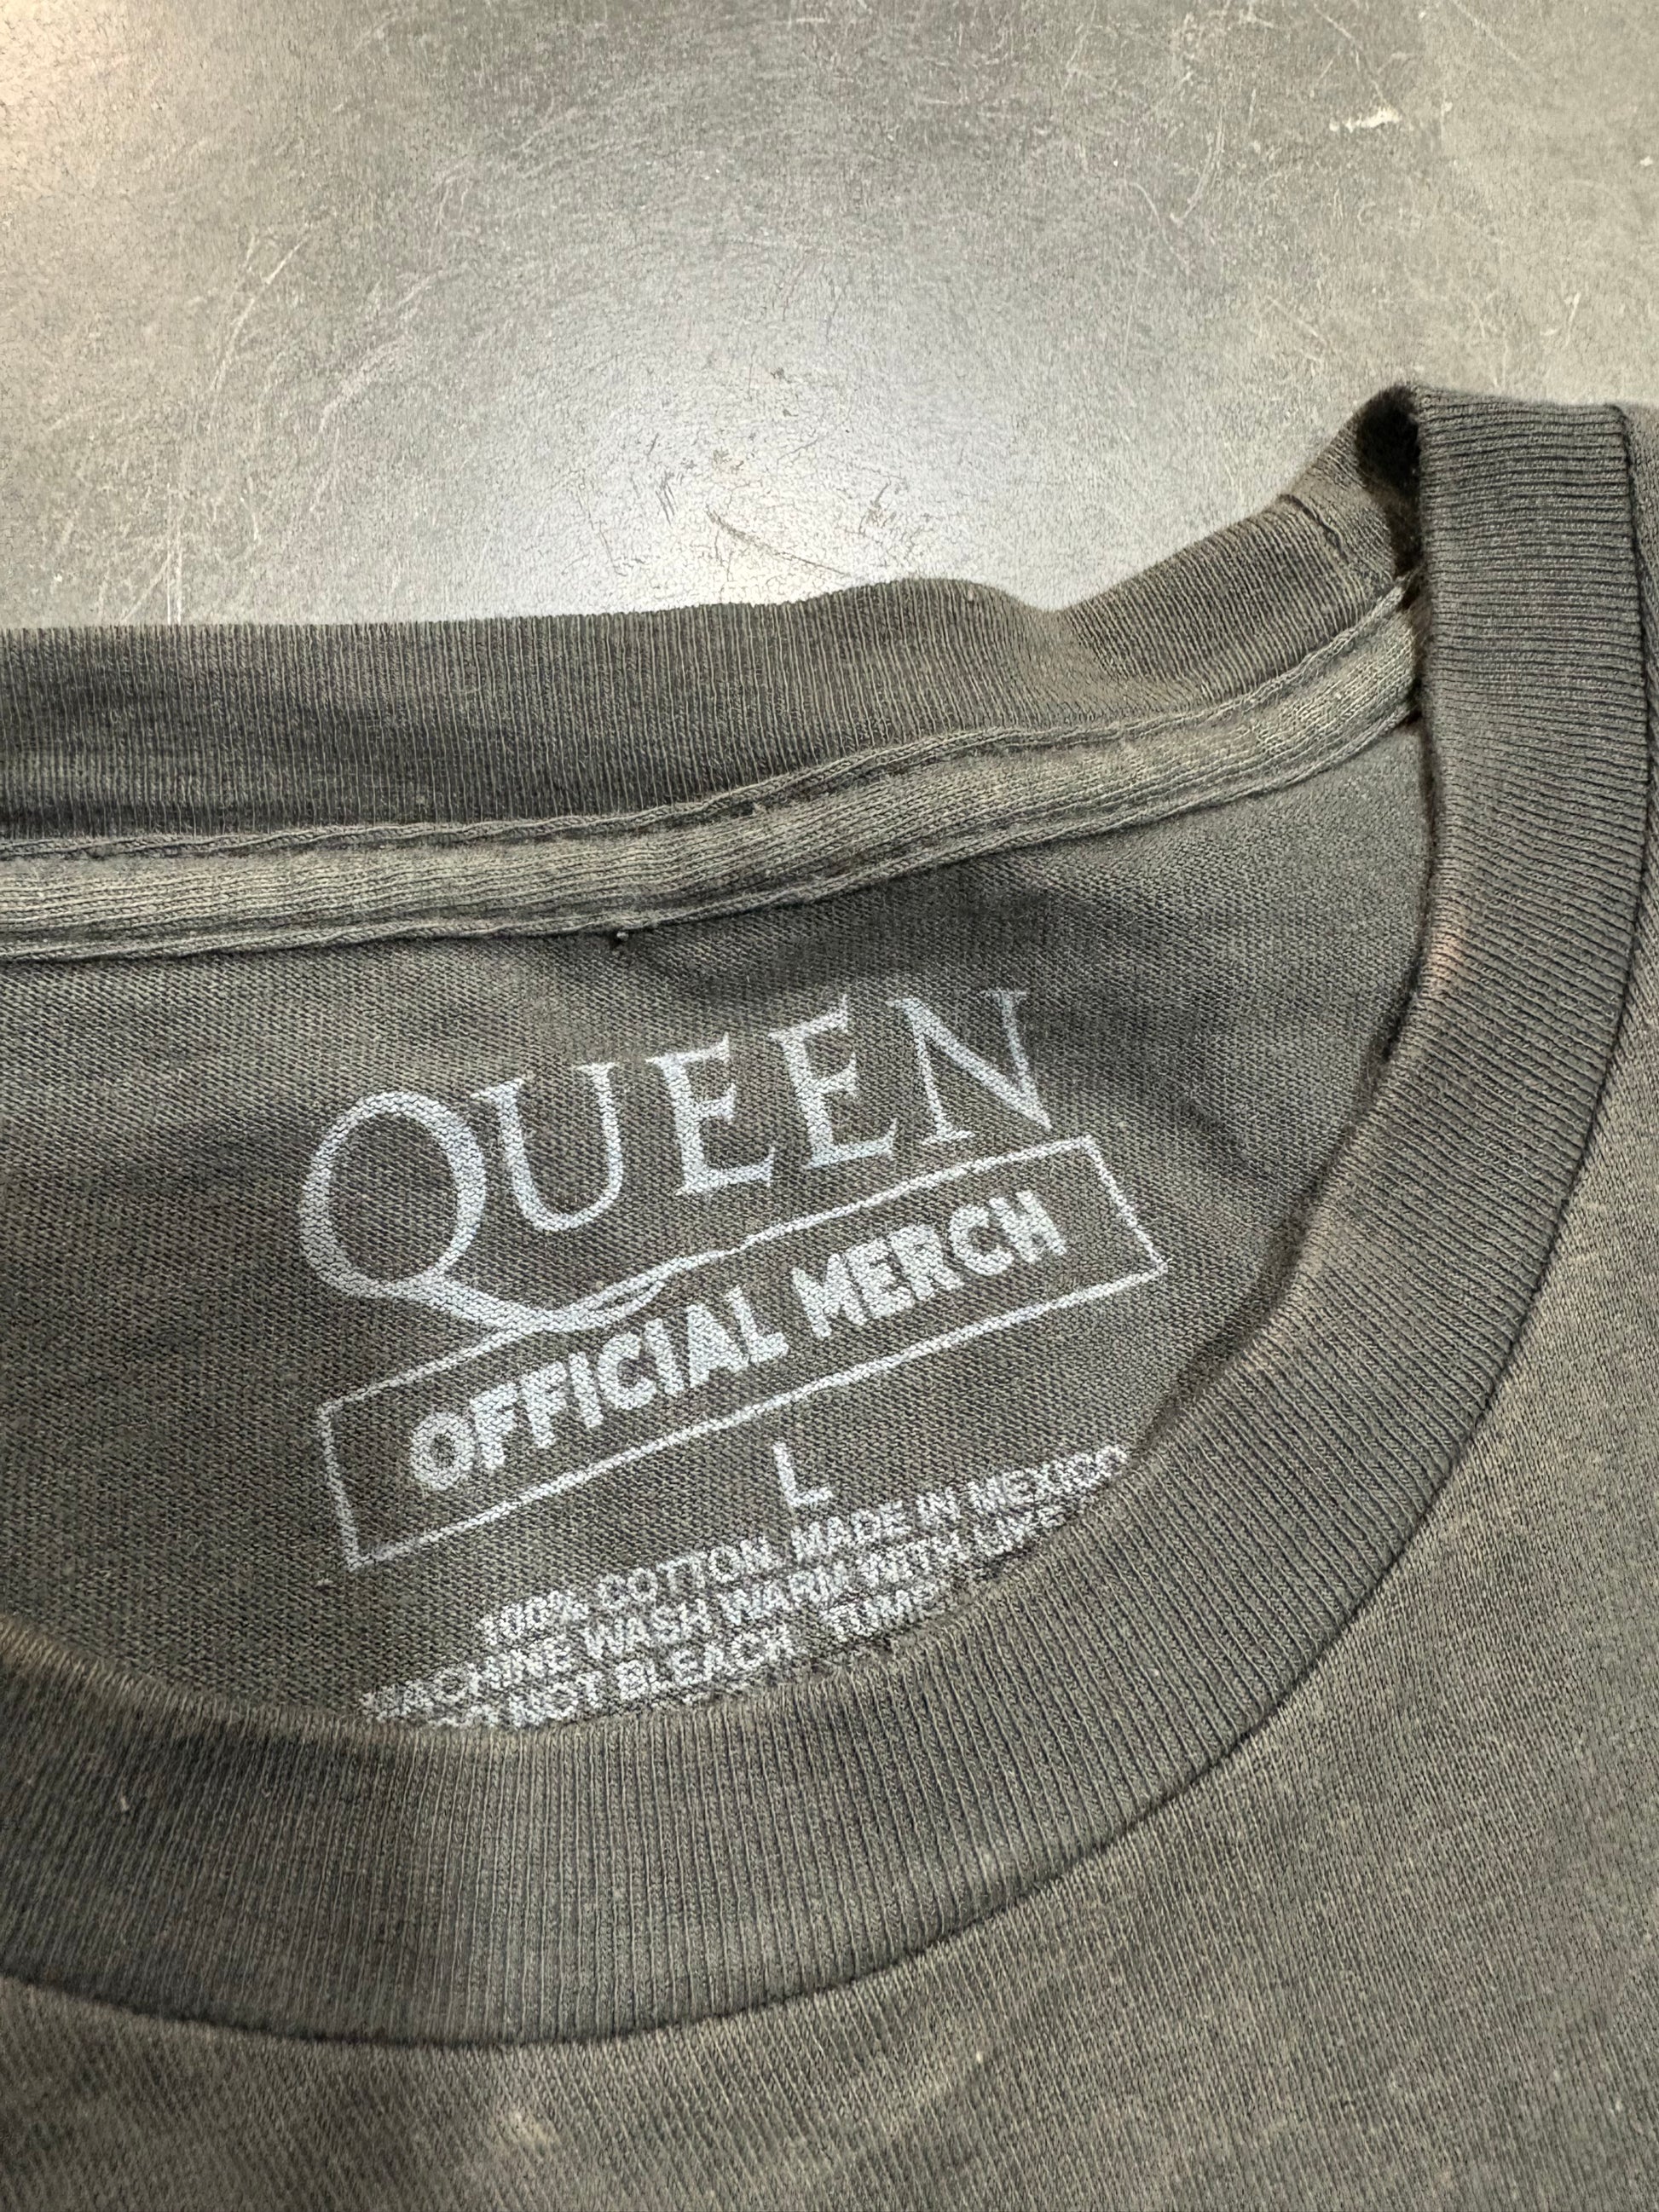 QUEEN
OFFICIAL MERCH
L
100% COTTON MADE IN MEXICO
MACHINE WASH WARM WITH LIKE
NOT BLEACH